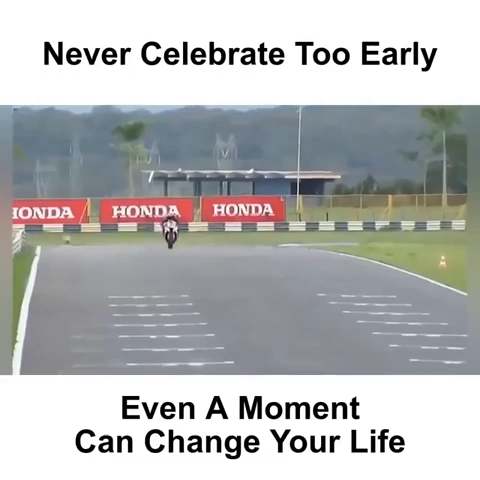 Never Celebrate Too Early
HONDA HONDA HONDA
Even A Moment
Can Change Your Life